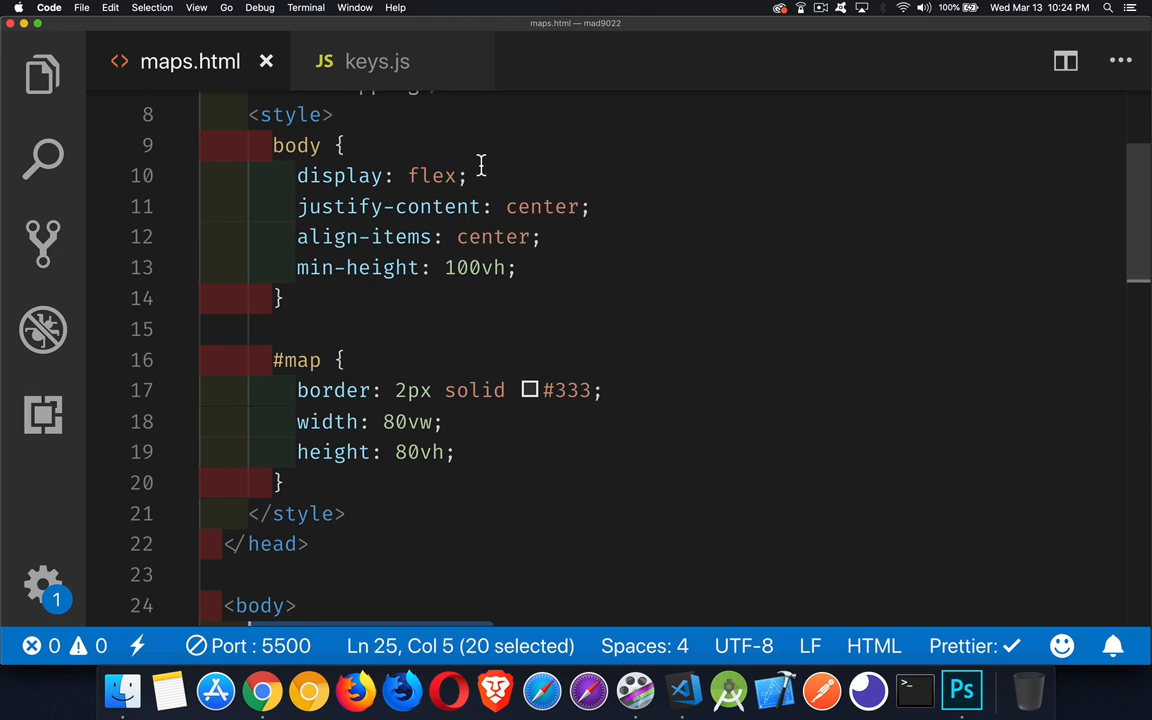 Code File Edit Selection View Go Debug Terminal Window Help 100% Wed Mar 13 10:24 PM
maps.html — mad9022
<> maps.html × JS keys.js
8 <style>
9 body {
10 display: flex;
11 justify-content: center;
12 align-items: center;
13 min-height: 100vh;
14 }
15
16 #map {
17 border: 2px solid #333;
18 width: 80vw;
19 height: 80vh;
20 }
21 </style>
22 </head>
23
24 <body>
1
0 0 Port : 5500 Ln 25, Col 5 (20 selected) Spaces: 4 UTF-8 LF HTML Prettier: ✓
>_ Ps